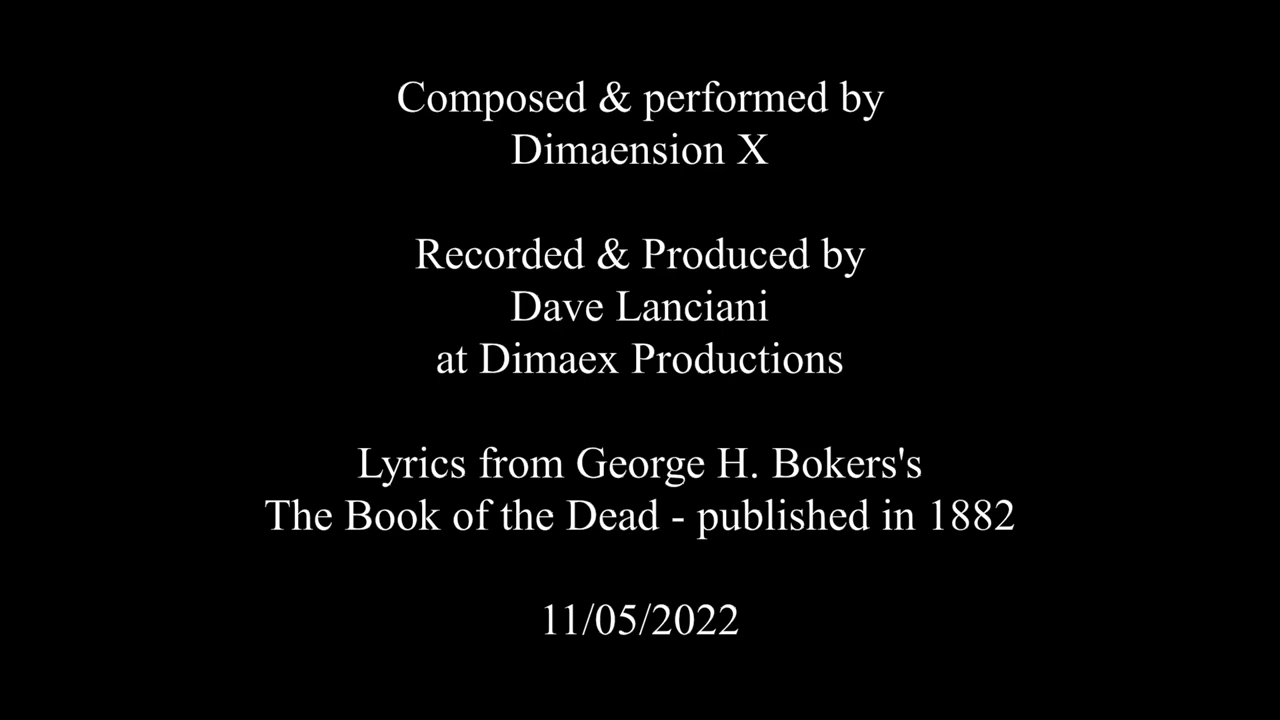 Composed & performed by
Dimaension X
Recorded & Produced by
Dave Lanciani
at Dimaex Productions
Lyrics from George H. Bokers's
The Book of the Dead - published in 1882
11/05/2022